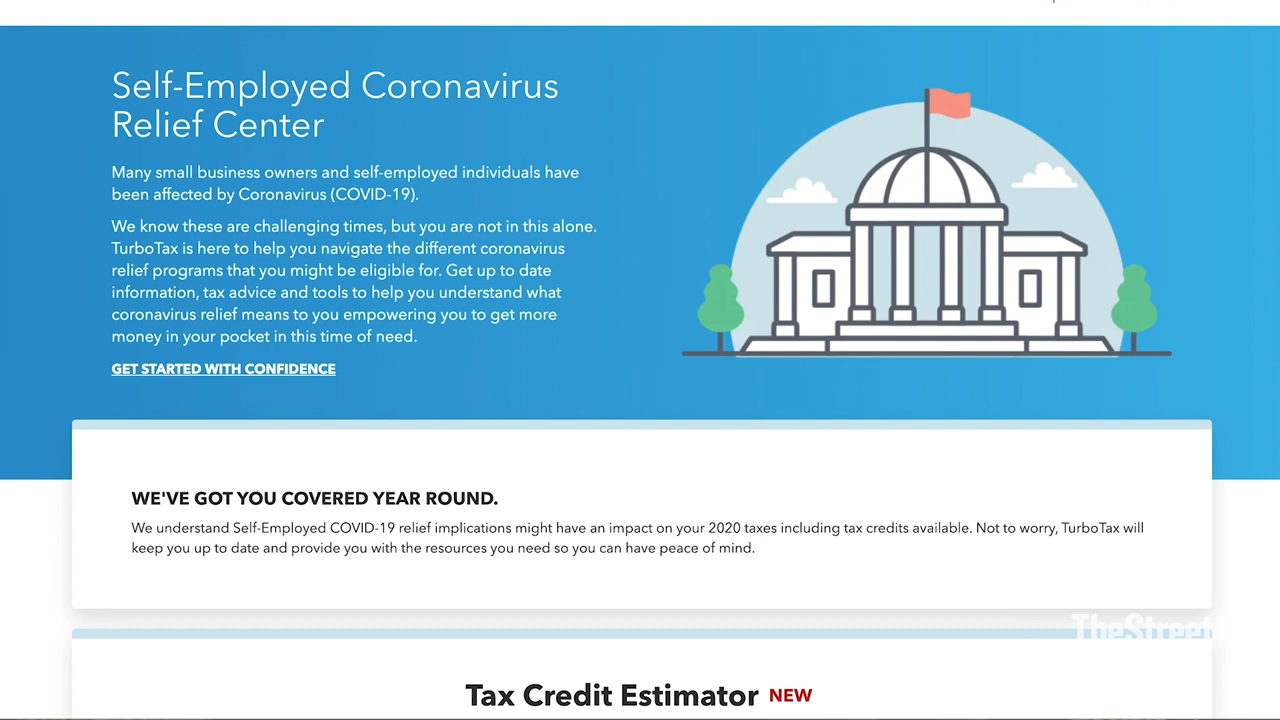 Self-Employed Coronavirus
Relief Center
Many small business owners and self-employed individuals have
been affected by Coronavirus (COVID-19).
We know these are challenging times, but you are not in this alone.
TurboTax is here to help you navigate the different coronavirus
relief programs that you might be eligible for. Get up to date
information, tax advice and tools to help you understand what
coronavirus relief means to you empowering you to get more
money in your pocket in this time of need.
GET STARTED WITH CONFIDENCE
WE'VE GOT YOU COVERED YEAR ROUND.
We understand Self-Employed COVID-19 relief implications might have an impact on your 2020 taxes including tax credits available. Not to worry, TurboTax will
keep you up to date and provide you with the resources you need so you can have peace of mind.
TheStreet
Tax Credit Estimator NEW